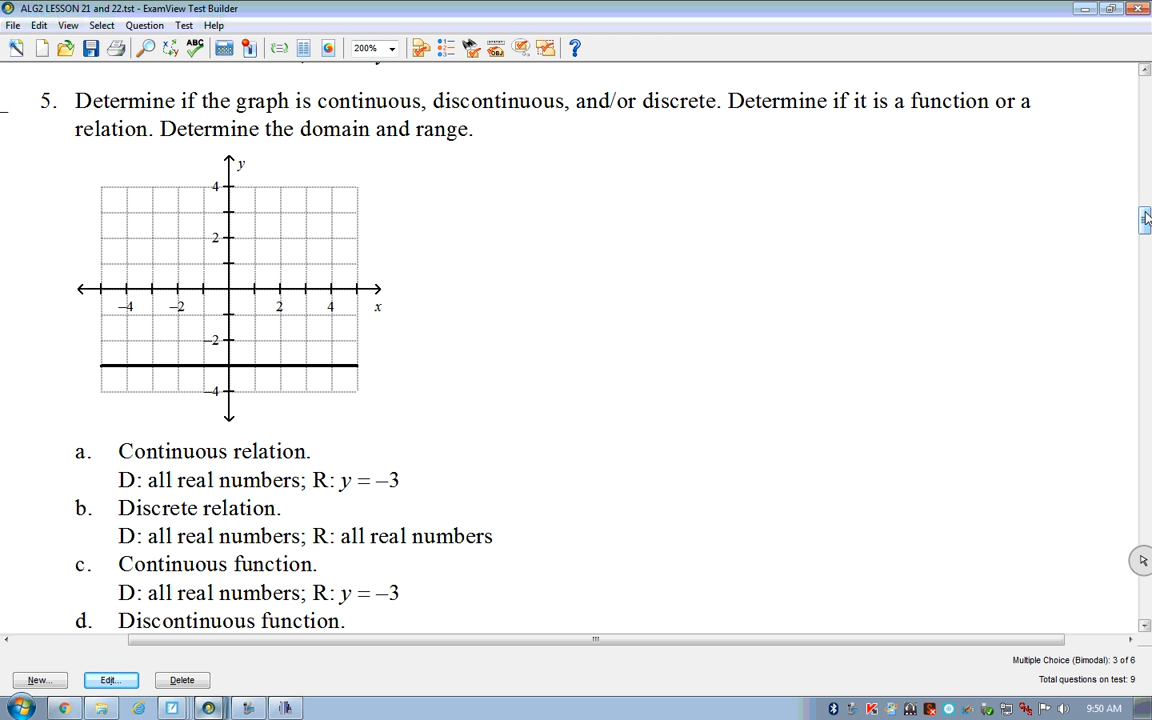 ALG2 LESSON 21 and 22.tst - ExamView Test Builder
File Edit View Select Question Test Help
ABC 200% ?
5. Determine if the graph is continuous, discontinuous, and/or discrete. Determine if it is a function or a
relation. Determine the domain and range.
y
4
2
–4 –2 2 4 x
–2
–4
a. Continuous relation.
D: all real numbers; R: y = –3
b. Discrete relation.
D: all real numbers; R: all real numbers
c. Continuous function.
D: all real numbers; R: y = –3
d. Discontinuous function.
Multiple Choice (Bimodal): 3 of 6
New... Edit... Delete Total questions on test: 9
9:50 AM